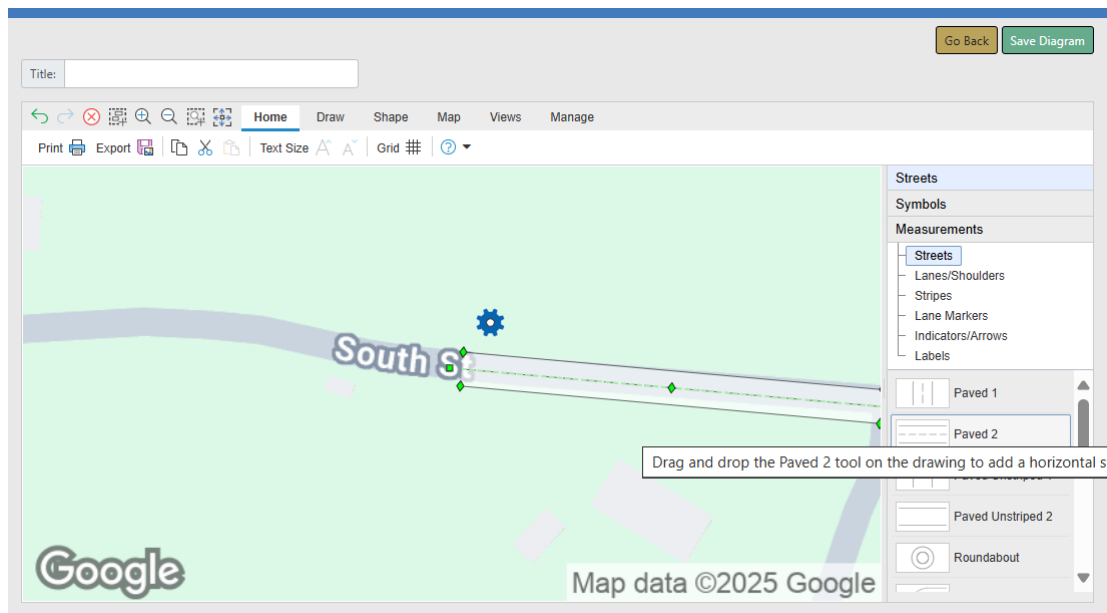 Go Back
Save Diagram
Title:
Home
Draw
Shape
Map
Views
Manage
Print
Export
Text Size
Grid
Streets
Symbols
Measurements
Streets
Lanes/Shoulders
Stripes
Lane Markers
Indicators/Arrows
Labels
South St
Paved 1
Paved 2
Drag and drop the Paved 2 tool on the drawing to add a horizontal s
Paved Unstriped 2
Roundabout
Google
Map data ©2025 Google